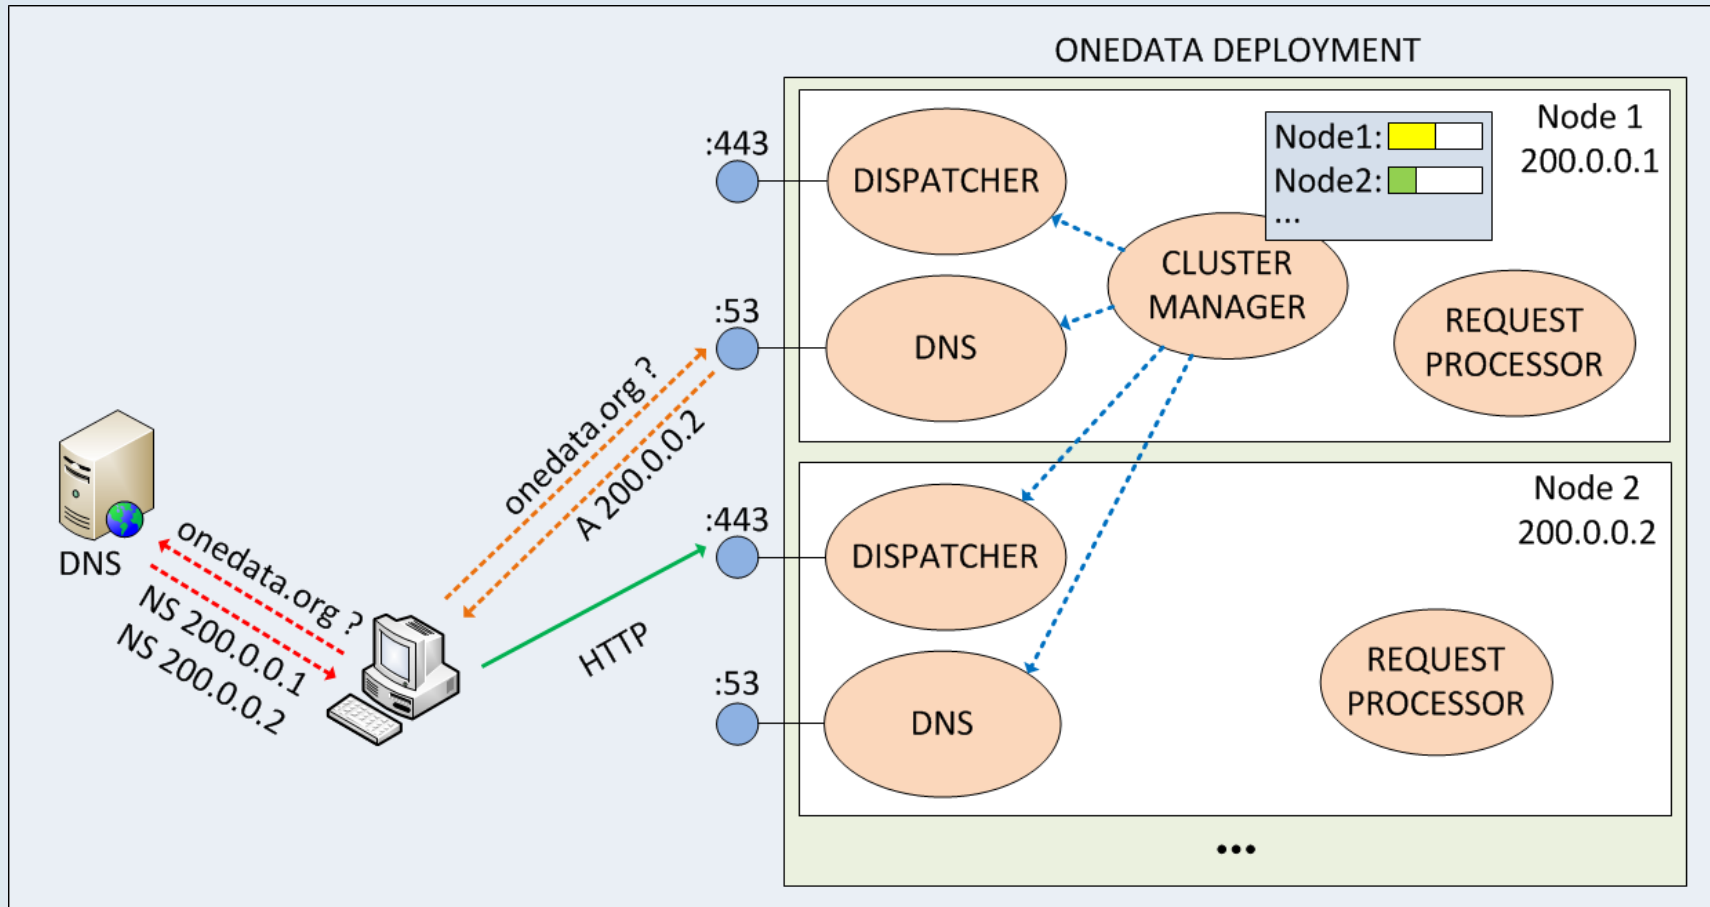 ONEDATA DEPLOYMENT
Node 1
200.0.0.1
Node1:
Node2:
...
:443
DISPATCHER
CLUSTER
MANAGER
:53
DNS
REQUEST
PROCESSOR
onedata.org ?
A 200.0.0.2
Node 2
200.0.0.2
:443
DISPATCHER
HTTP
:53
DNS
REQUEST
PROCESSOR
DNS
onedata.org ?
NS 200.0.0.1
NS 200.0.0.2
...